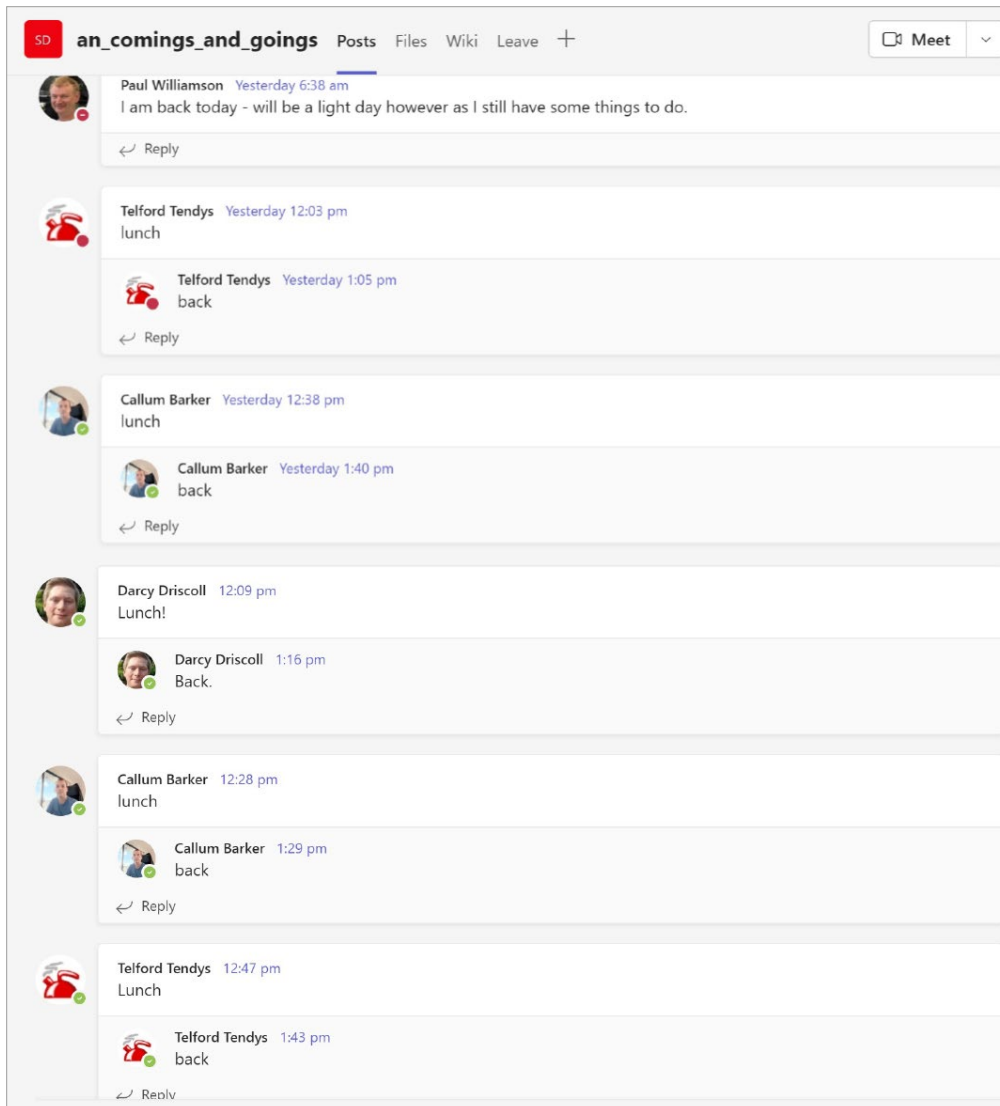 SD an_comings_and_goings Posts Files Wiki Leave Meet
Paul Williamson Yesterday 6:38 am
I am back today - will be a light day however as I still have some things to do.
Reply
Telford Tendys Yesterday 12:03 pm
lunch
Telford Tendys Yesterday 1:05 pm
back
Reply
Callum Barker Yesterday 12:38 pm
lunch
Callum Barker Yesterday 1:40 pm
back
Reply
Darcy Driscoll 12:09 pm
Lunch!
Darcy Driscoll 1:16 pm
Back.
Reply
Callum Barker 12:28 pm
lunch
Callum Barker 1:29 pm
back
Reply
Telford Tendys 12:47 pm
Lunch
Telford Tendys 1:43 pm
back
Reply